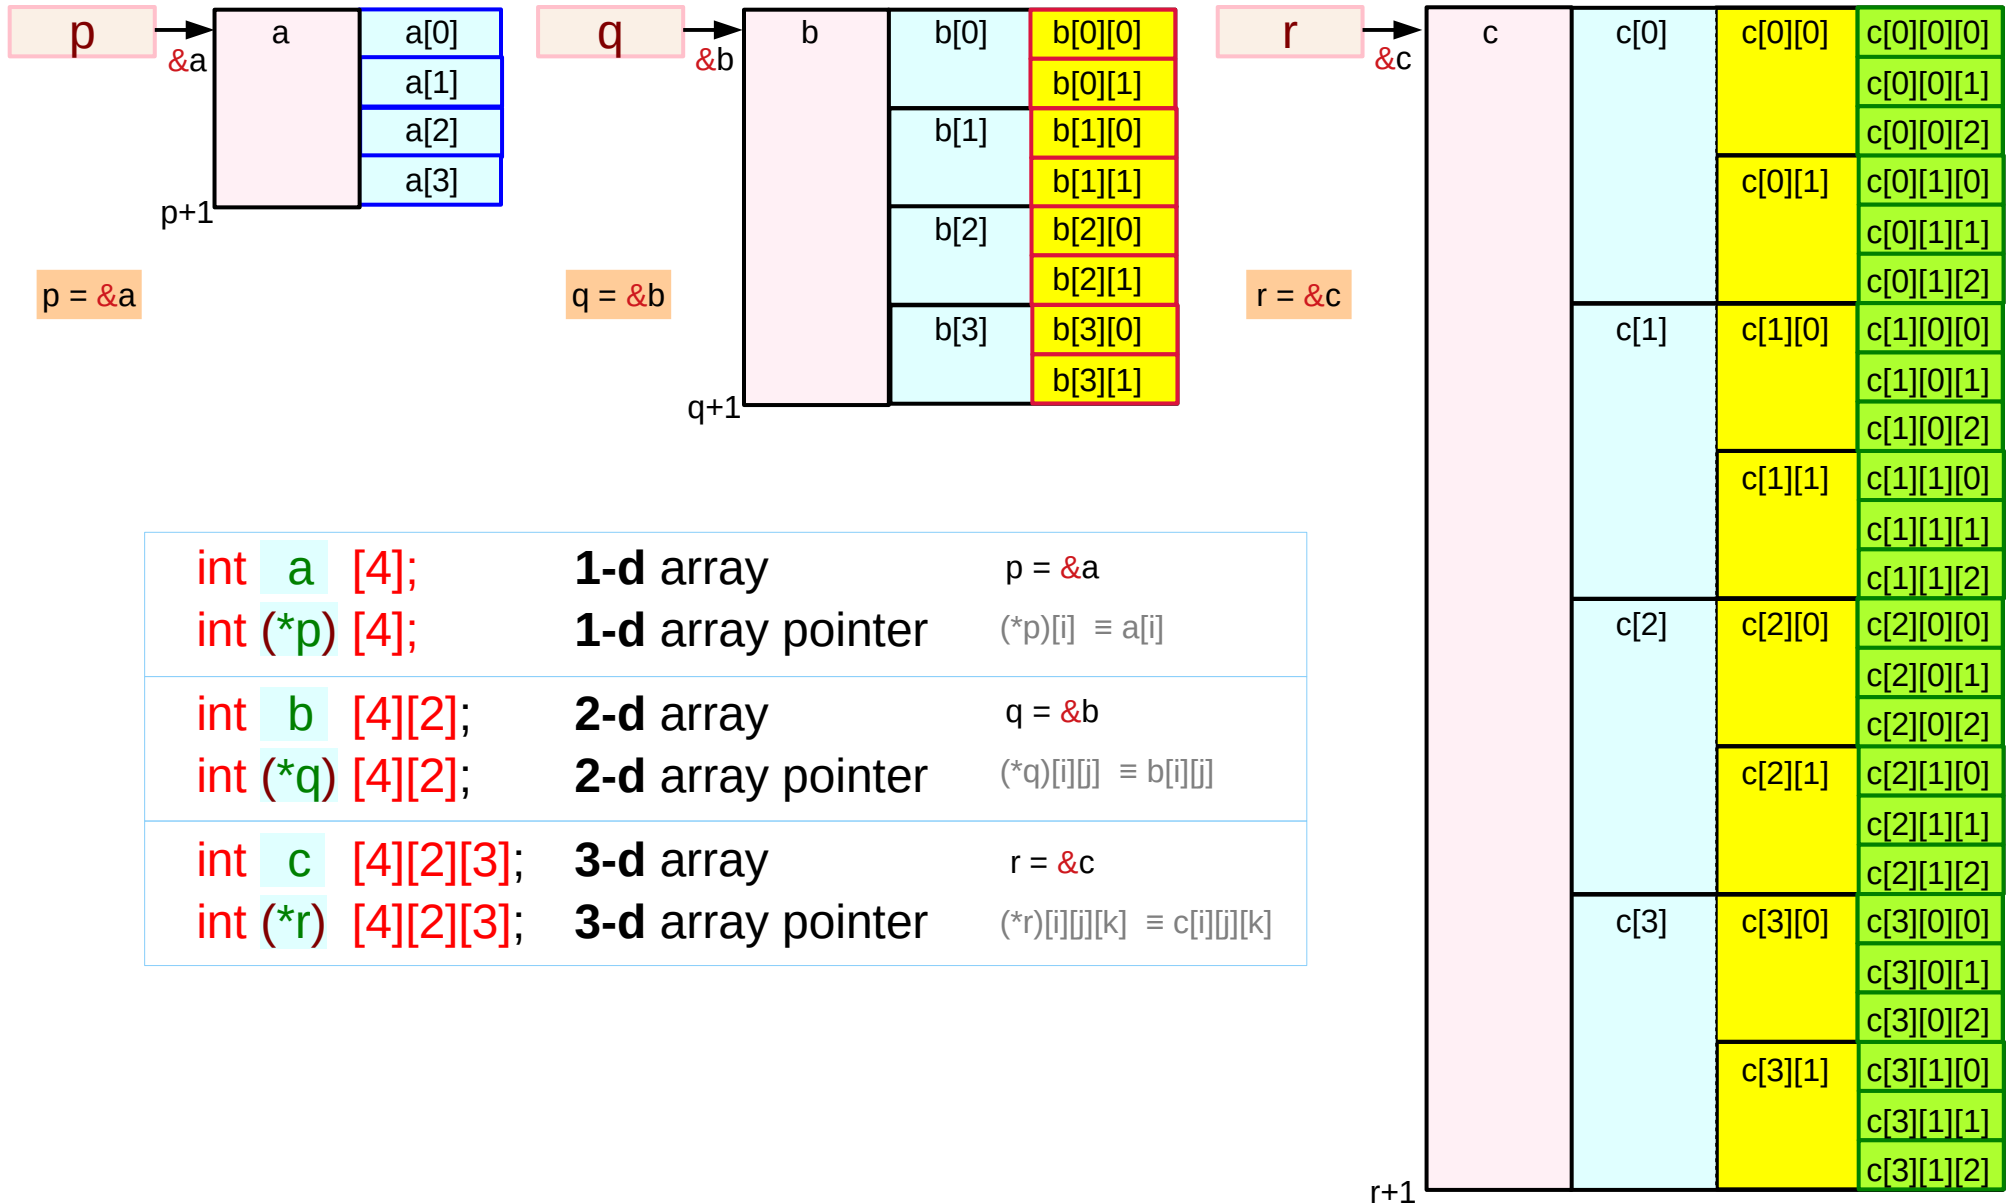 p
&a
a
a[0]
a[1]
a[2]
a[3]
p+1
p = &a
q
&b
b
b[0]
b[0][0]
b[0][1]
b[1]
b[1][0]
b[1][1]
b[2]
b[2][0]
b[2][1]
b[3]
b[3][0]
b[3][1]
q+1
q = &b
r
&c
c
c[0]
c[0][0]
c[0][0][0]
c[0][0][1]
c[0][0][2]
c[0][1]
c[0][1][0]
c[0][1][1]
c[0][1][2]
c[1]
c[1][0]
c[1][0][0]
c[1][0][1]
c[1][0][2]
c[1][1]
c[1][1][0]
c[1][1][1]
c[1][1][2]
c[2]
c[2][0]
c[2][0][0]
c[2][0][1]
c[2][0][2]
c[2][1]
c[2][1][0]
c[2][1][1]
c[2][1][2]
c[3]
c[3][0]
c[3][0][0]
c[3][0][1]
c[3][0][2]
c[3][1]
c[3][1][0]
c[3][1][1]
c[3][1][2]
r+1
r = &c
int a [4]; 1-d array p = &a
int (*p) [4]; 1-d array pointer (*p)[i] ≡ a[i]
int b [4][2]; 2-d array q = &b
int (*q) [4][2]; 2-d array pointer (*q)[i][j] ≡ b[i][j]
int c [4][2][3]; 3-d array r = &c
int (*r) [4][2][3]; 3-d array pointer (*r)[i][j][k] ≡ c[i][j][k]